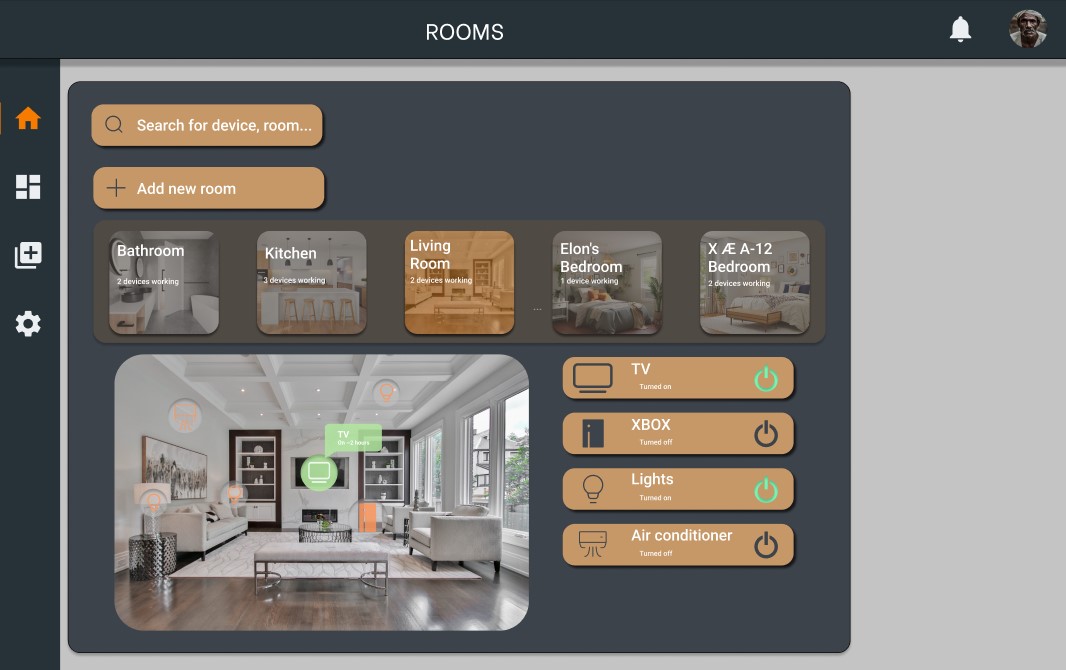 ROOMS
Search for device, room...
Add new room
Bathroom
2 devices working
Kitchen
3 devices working
Living
Room
2 devices working
...
Elon's
Bedroom
1 device working
X Æ A-12
Bedroom
2 devices working
TV
On ~2 hours
TV
Turned on
XBOX
Turned off
Lights
Turned on
Air conditioner
Turned off